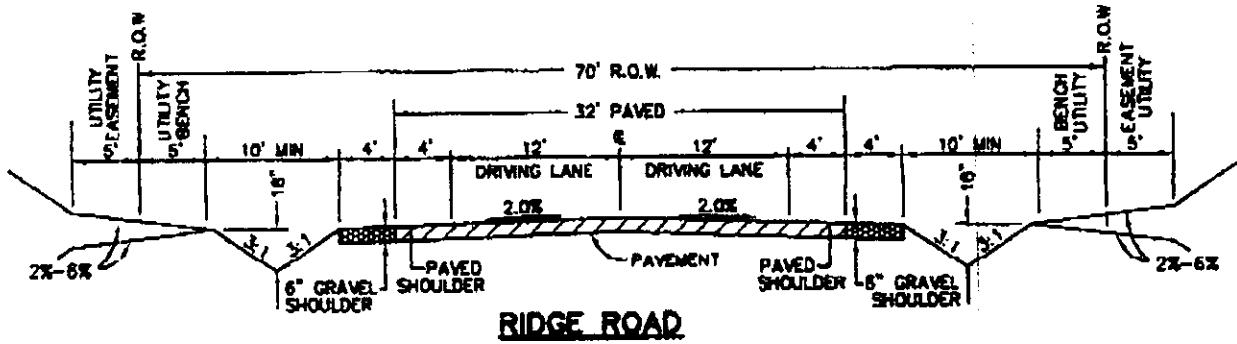 R.O.W
R.O.W
70' R.O.W.
UTILITY
EASEMENT
5'
UTILITY
BENCH
5'
BENCH
UTILITY
5'
EASEMENT
UTILITY
5'
32' PAVED
℄
10' MIN
4'
4'
12'
12'
4'
4'
10' MIN
DRIVING LANE
DRIVING LANE
18"
18"
2.0%
2.0%
3:1
3:1
3:1
3:1
2%-6%
PAVED
SHOULDER
PAVEMENT
PAVED
SHOULDER
2%-6%
6" GRAVEL
SHOULDER
6" GRAVEL
SHOULDER
RIDGE ROAD